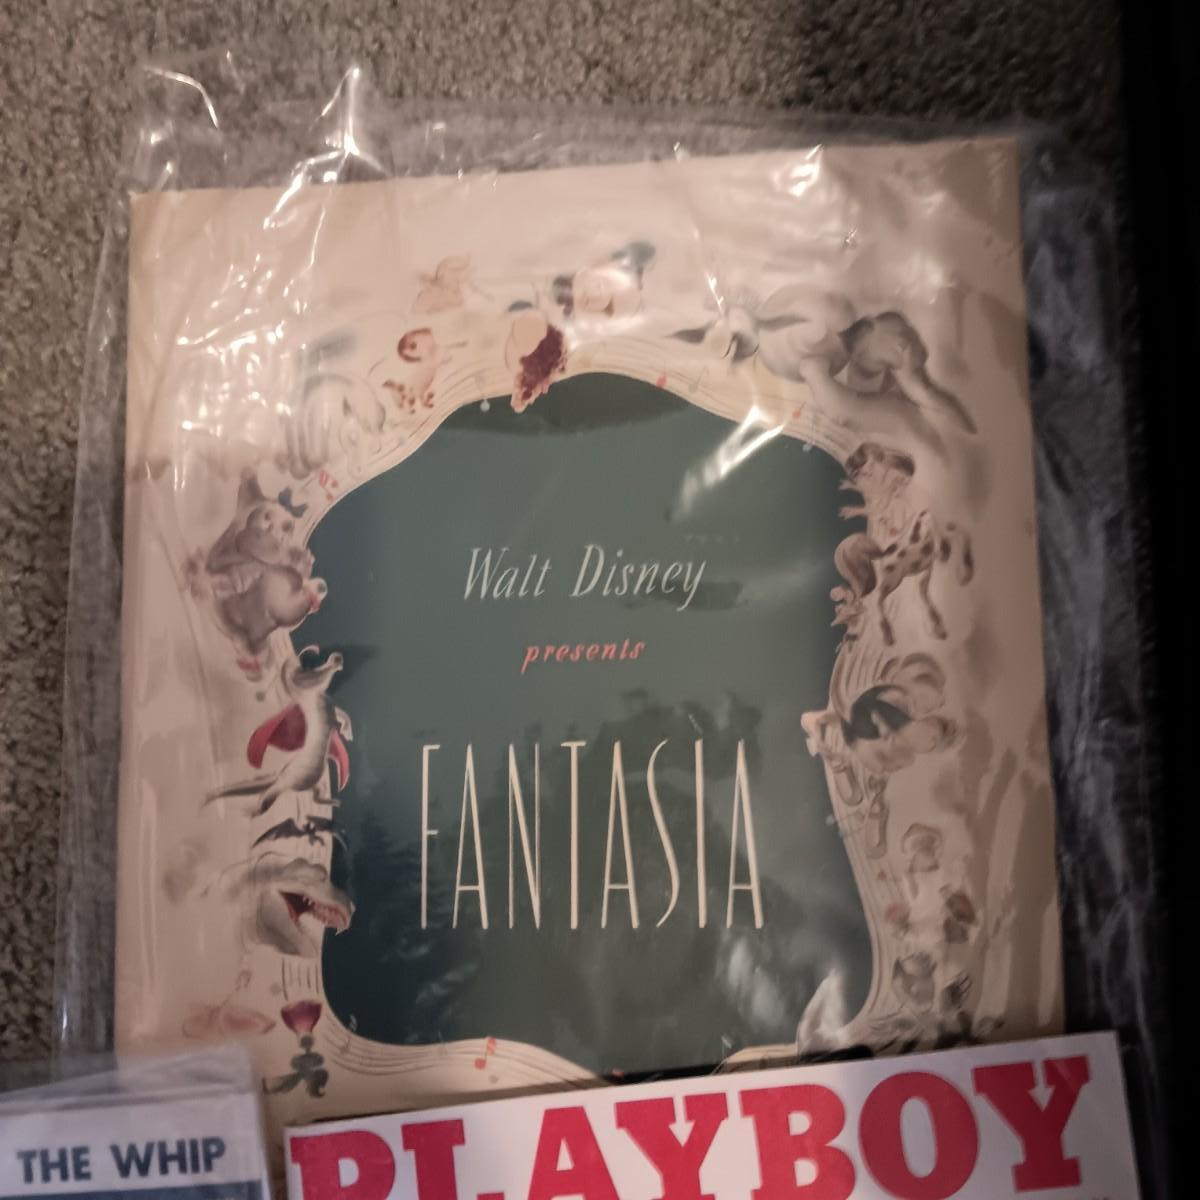 Walt Disney
presents
FANTASIA
THE WHIP
PLAYBOY